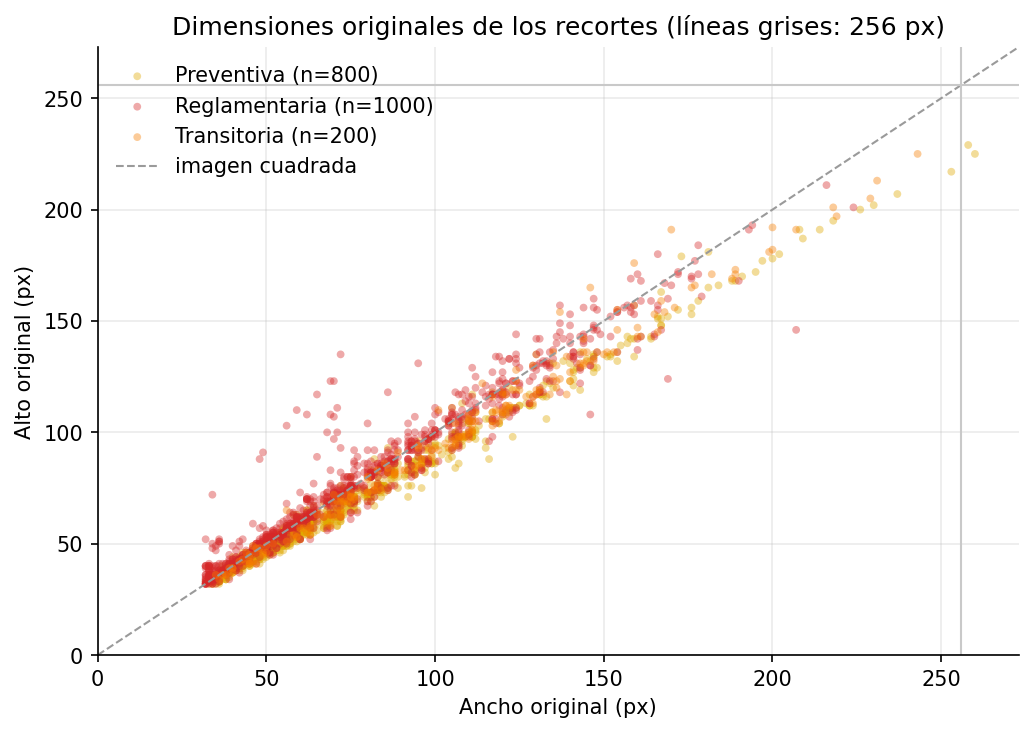 Dimensiones originales de los recortes (líneas grises: 256 px)
Preventiva (n=800)
Reglamentaria (n=1000)
Transitoria (n=200)
imagen cuadrada
Alto original (px)
250
200
150
100
50
0
0 50 100 150 200 250
Ancho original (px)